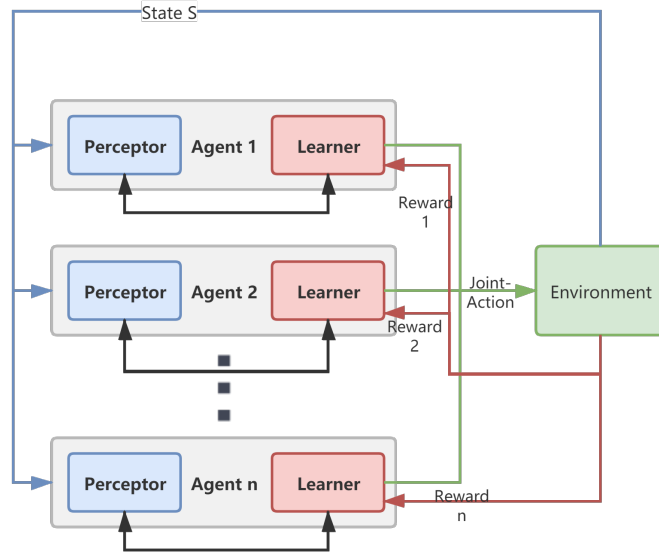 State S
Perceptor Agent 1 Learner
Reward
1
Perceptor Agent 2 Learner
Joint-
Action
Environment
Reward
2
Perceptor Agent n Learner
Reward
n